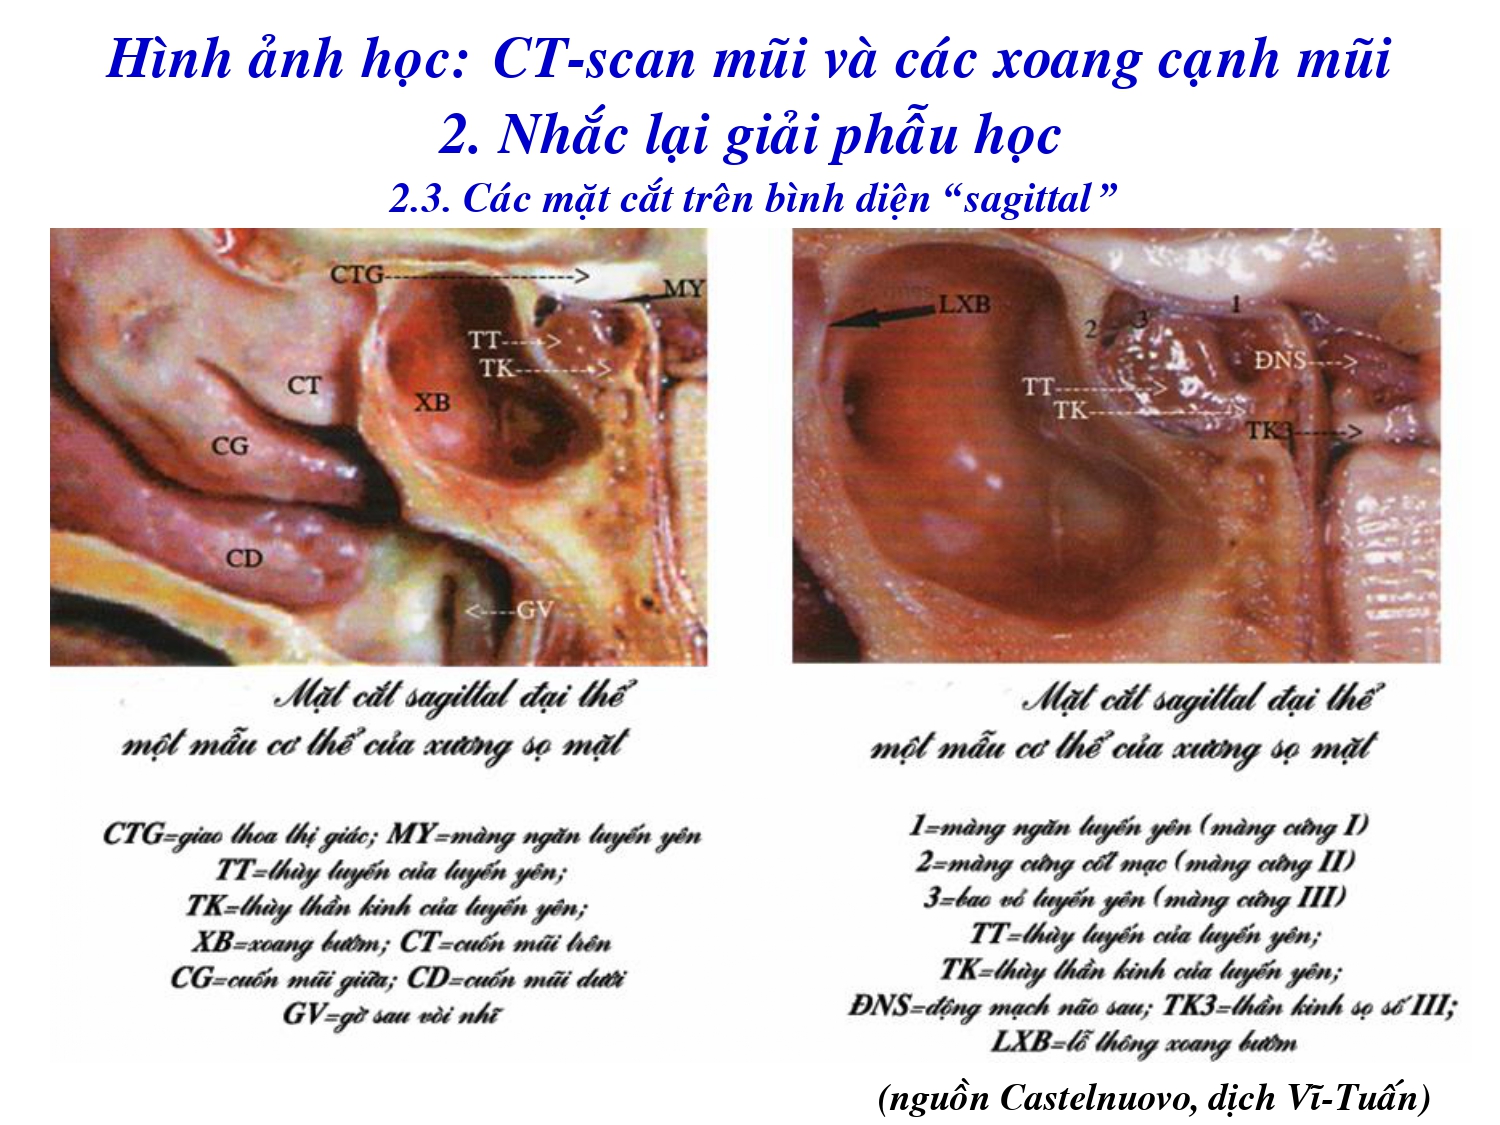 Hình ảnh học: CT-scan mũi và các xoang cạnh mũi
2. Nhắc lại giải phẫu học
2.3. Các mặt cắt trên bình diện “sagittal”
CTG
MY
TT
TK
CT
XB
CG
CD
GV
LXB
1
2
3
ĐNS
TT
TK
TK3
Mặt cắt sagittal đại thể
một mẫu cơ thể của xương sọ mặt
CTG=giao thoa thị giác; MY=màng ngăn tuyến yên
TT=thùy tuyến của tuyến yên;
TK=thùy thần kinh của tuyến yên;
XB=xoang bướm; CT=cuốn mũi trên
CG=cuốn mũi giữa; CD=cuốn mũi dưới
GV=gờ sau vòi nhĩ
Mặt cắt sagittal đại thể
một mẫu cơ thể của xương sọ mặt
1=màng ngăn tuyến yên (màng cứng I)
2=màng cứng cốt mạc (màng cứng II)
3=bao vỏ tuyến yên (màng cứng III)
TT=thùy tuyến của tuyến yên;
TK=thùy thần kinh của tuyến yên;
ĐNS=động mạch não sau; TK3=thần kinh sọ số III;
LXB=lỗ thông xoang bướm
(nguồn Castelnuovo, dịch Vĩ-Tuấn)